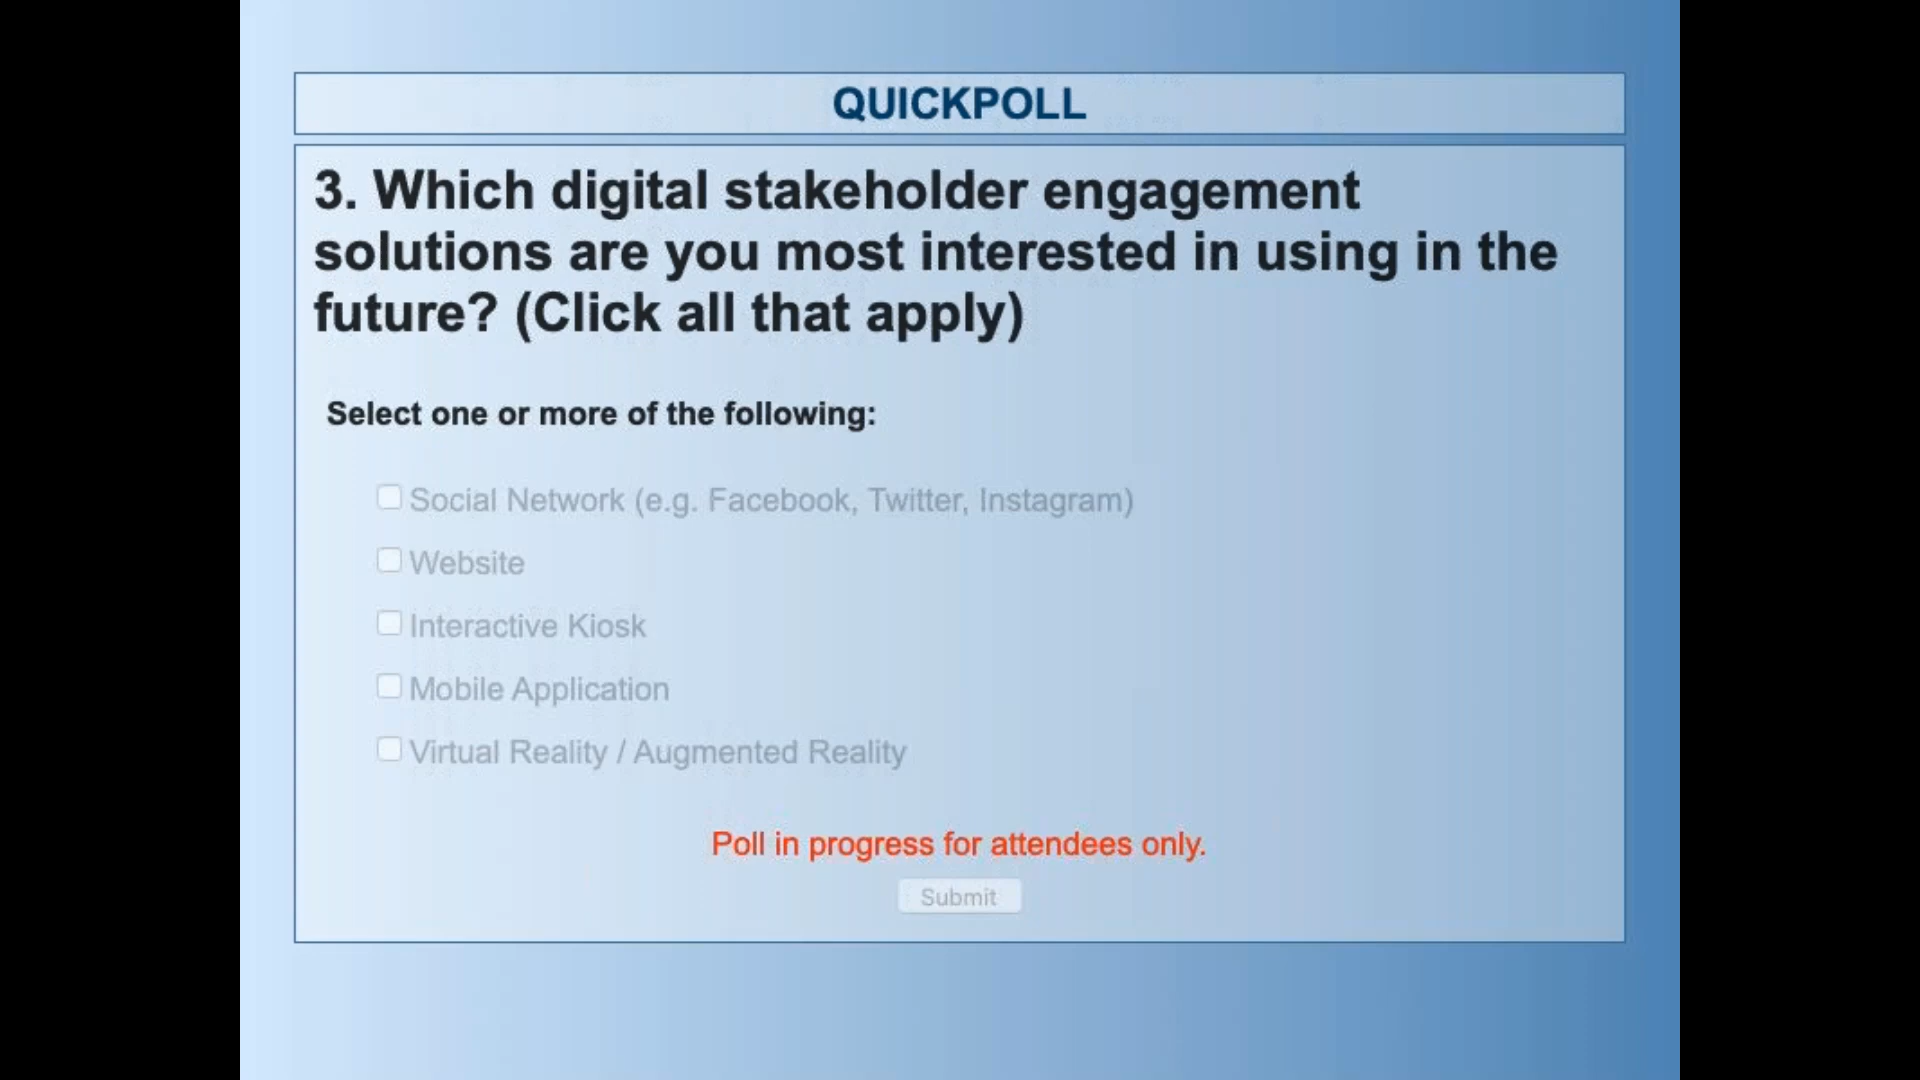 QUICKPOLL
3. Which digital stakeholder engagement
solutions are you most interested in using in the
future? (Click all that apply)
Select one or more of the following:
Social Network (e.g. Facebook, Twitter, Instagram)
Website
Interactive Kiosk
Mobile Application
Virtual Reality / Augmented Reality
Poll in progress for attendees only.
Submit